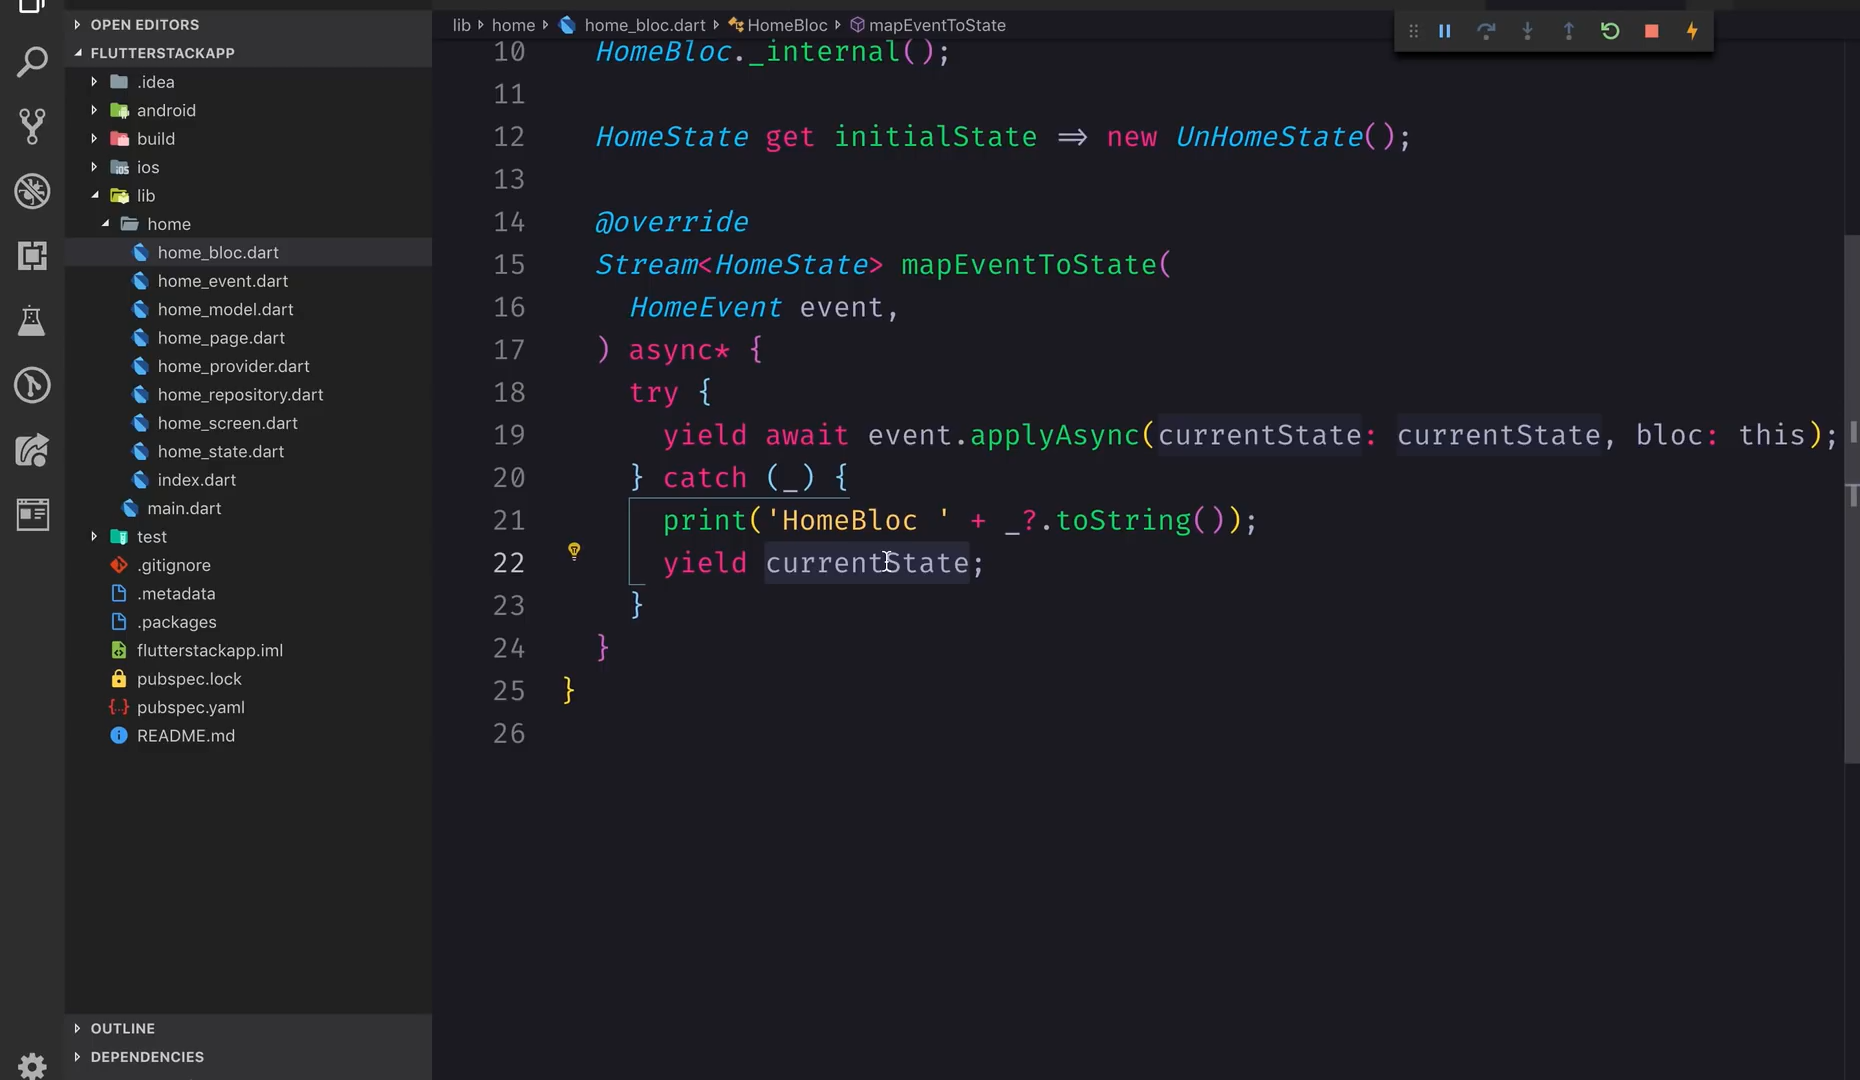 OPEN EDITORS
FLUTTERSTACKAPP
.idea
android
build
ios
lib
home
home_bloc.dart
home_event.dart
home_model.dart
home_page.dart
home_provider.dart
home_repository.dart
home_screen.dart
home_state.dart
index.dart
main.dart
test
.gitignore
.metadata
.packages
flutterstackapp.iml
pubspec.lock
pubspec.yaml
README.md
OUTLINE
DEPENDENCIES
lib home home_bloc.dart HomeBloc mapEventToState
10 HomeBloc._internal();
11
12 HomeState get initialState => new UnHomeState();
13
14 @override
15 Stream<HomeState> mapEventToState(
16 HomeEvent event,
17 ) async* {
18 try {
19 yield await event.applyAsync(currentState: currentState, bloc: this);
20 } catch (_) {
21 print('HomeBloc ' + _?.toString());
22 yield currentState;
23 }
24 }
25 }
26